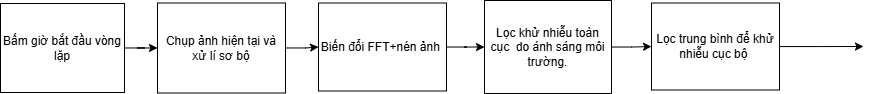 Bấm giờ bắt đầu vòng
lặp
Chụp ảnh hiện tại và
xử lí sơ bộ
Biến đổi FFT+nén ảnh
Lọc khử nhiễu toàn
cục do ánh sáng môi
trường.
Lọc trung bình để khử
nhiễu cục bộ